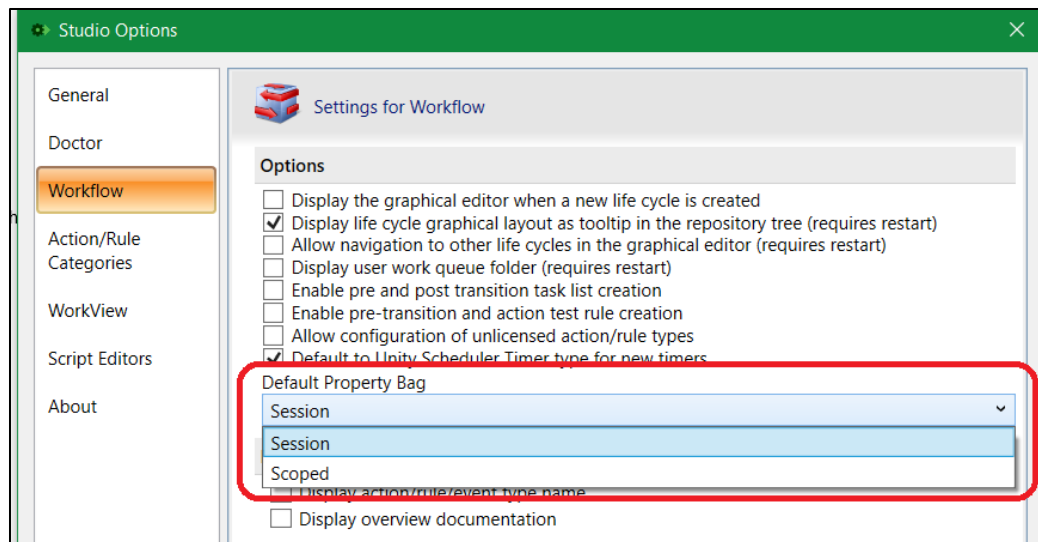 Studio Options
General
Doctor
Workflow
Action/Rule
Categories
WorkView
Script Editors
About
Settings for Workflow
Options
Display the graphical editor when a new life cycle is created
Display life cycle graphical layout as tooltip in the repository tree (requires restart)
Allow navigation to other life cycles in the graphical editor (requires restart)
Display user work queue folder (requires restart)
Enable pre and post transition task list creation
Enable pre-transition and action test rule creation
Allow configuration of unlicensed action/rule types
Default to Unity Scheduler Timer type for new timers
Default Property Bag
Session
Session
Scoped
Display action/rule/event type name
Display overview documentation